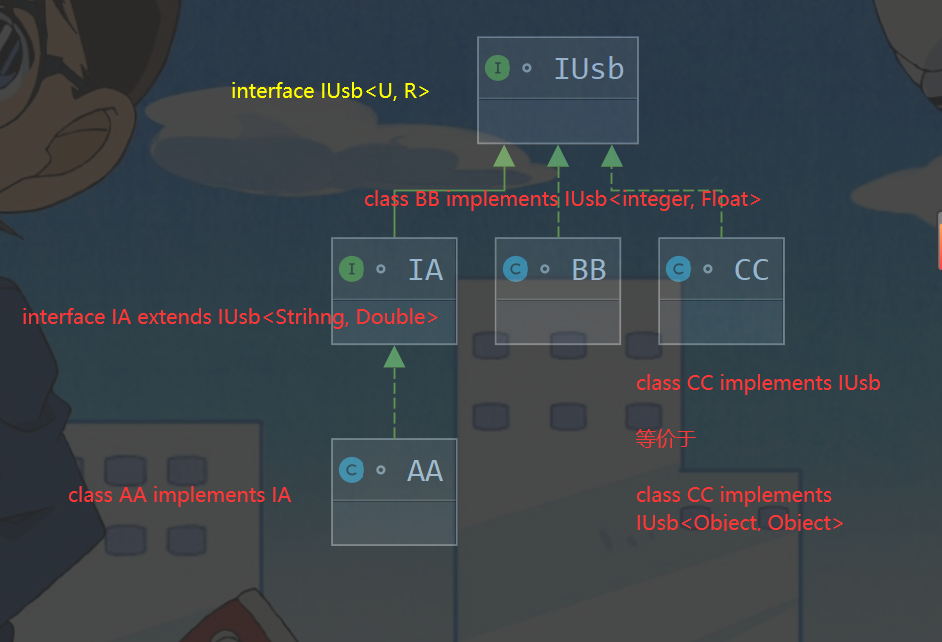 I IUsb
interface IUsb<U, R>
class BB implements IUsb<integer, Float>
I IA
C BB
C CC
interface IA extends IUsb<Strihng, Double>
class CC implements IUsb
等价于
C AA
class AA implements IA
class CC implements
IUsb<Object, Object>